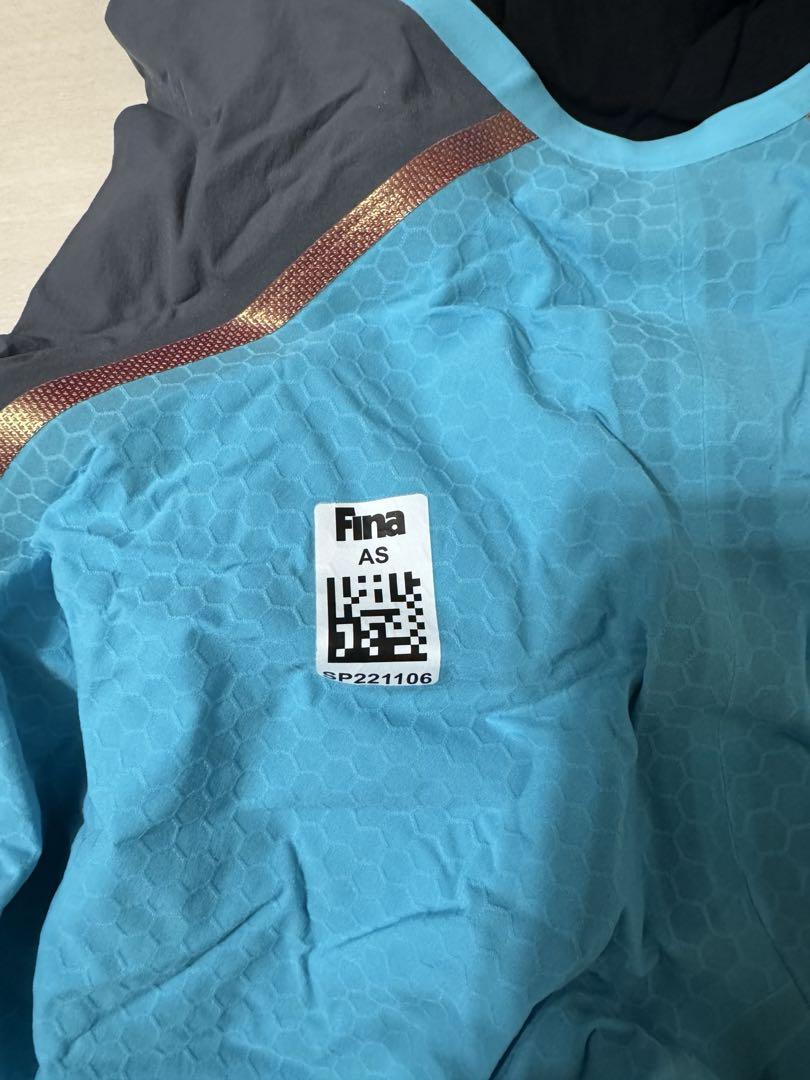 Fina
AS
SP221106